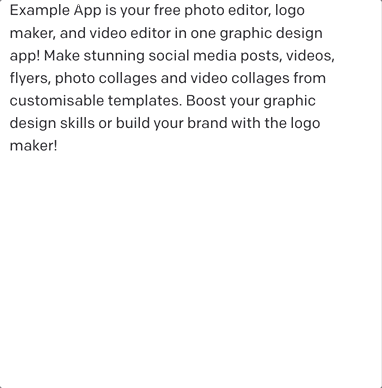 Example App is your free photo editor, logo
maker, and video editor in one graphic design
app! Make stunning social media posts, videos,
flyers, photo collages and video collages from
customisable templates. Boost your graphic
design skills or build your brand with the logo
maker!